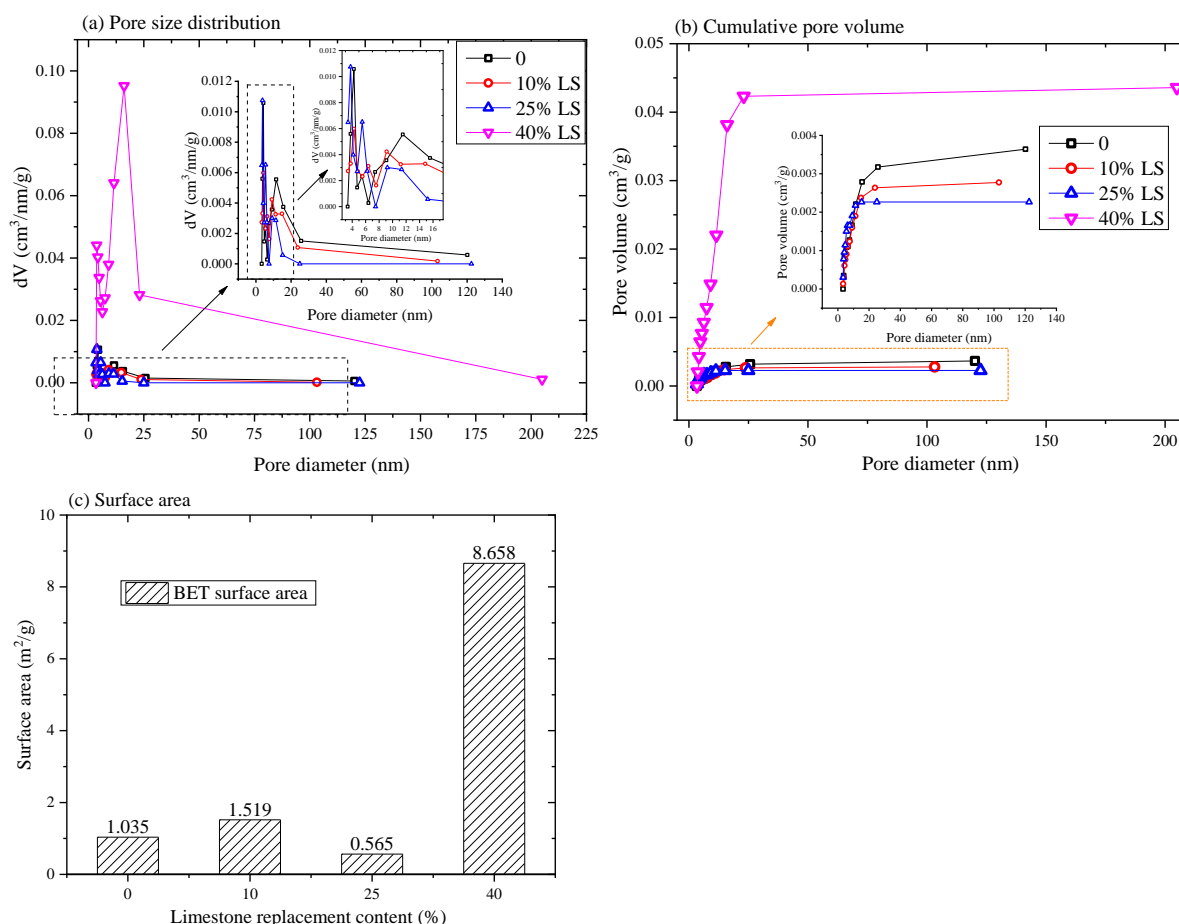 (a) Pore size distribution
0.10
0.08
0.06
0.04
0.02
0.00
dV (cm³/nm/g)
0 25 50 75 100 125 150 175 200 225
Pore diameter (nm)
0
10% LS
25% LS
40% LS
0.012
0.010
0.008
0.006
0.004
0.002
0.000
dV (cm³/nm/g)
0 20 40 60 80 100 120 140
Pore diameter (nm)
0.012
0.010
0.008
0.006
0.004
0.002
0.000
dV (cm³/nm/g)
4 6 8 10 12 14 16
Pore diameter (nm)
(b) Cumulative pore volume
0.05
0.04
0.03
0.02
0.01
0.00
Pore volume (cm³/g)
0 50 100 150 200
Pore diameter (nm)
0
10% LS
25% LS
40% LS
0.004
0.003
0.002
0.001
0.000
Pore volume (cm³/g)
0 20 40 60 80 100 120 140
Pore diameter (nm)
(c) Surface area
10
8
6
4
2
0
Surface area (m²/g)
BET surface area
1.035
1.519
0.565
8.658
0 10 25 40
Limestone replacement content (%)